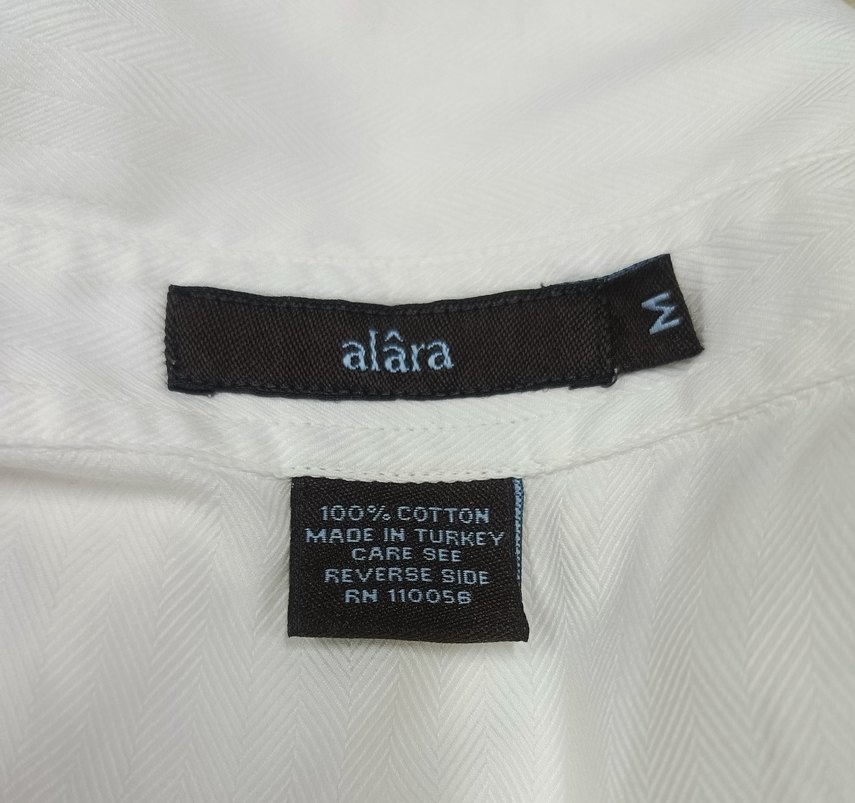 alâra
M
100% COTTON
MADE IN TURKEY
CARE SEE
REVERSE SIDE
RN 110056